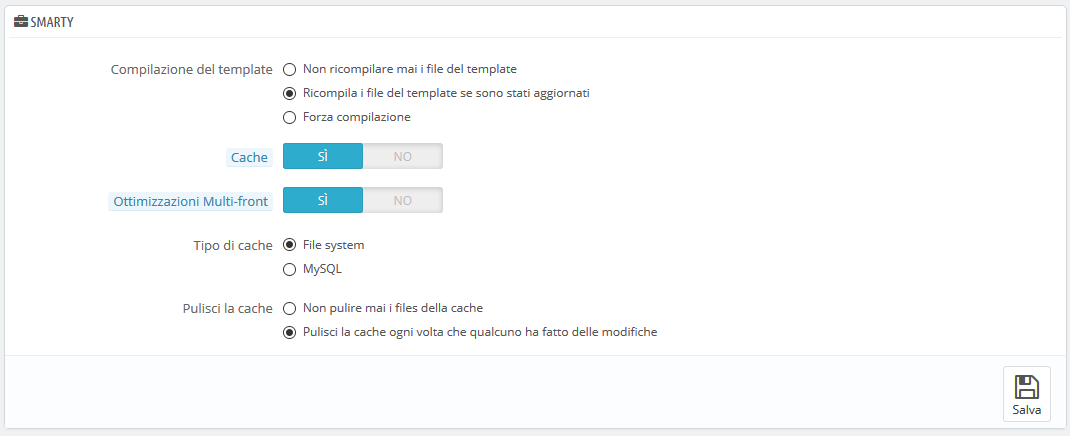 SMARTY
Compilazione del template
Non ricompilare mai i file del template
Ricompila i file del template se sono stati aggiornati
Forza compilazione
Cache
SÌ NO
Ottimizzazioni Multi-front
SÌ NO
Tipo di cache
File system
MySQL
Pulisci la cache
Non pulire mai i files della cache
Pulisci la cache ogni volta che qualcuno ha fatto delle modifiche
Salva